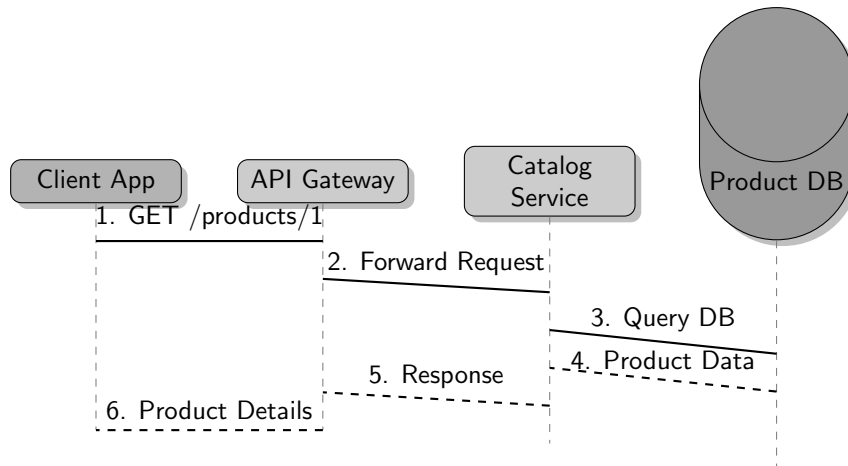 Client App
API Gateway
Catalog
Service
Product DB
1. GET /products/1
2. Forward Request
3. Query DB
4. Product Data
5. Response
6. Product Details